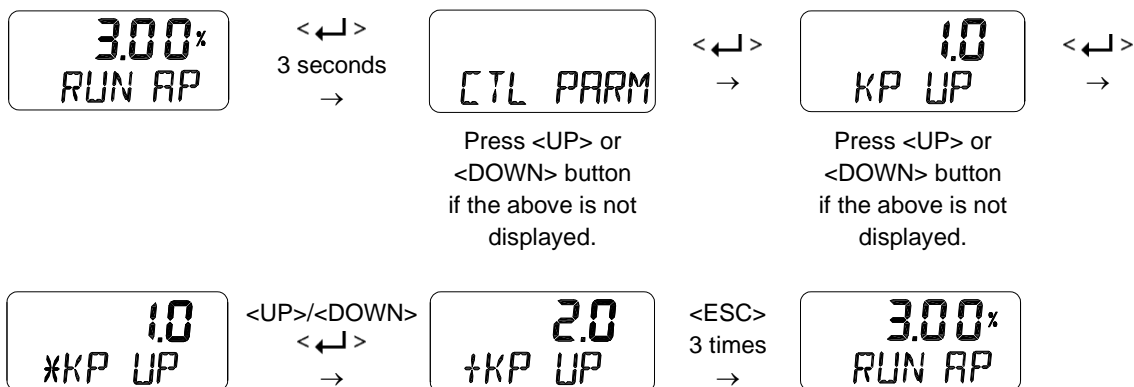 3.00%
RUN AP
< ↵ >
3 seconds
→
CTL PARM
Press <UP> or
<DOWN> button
if the above is not
displayed.
< ↵ >
→
1.0
KP UP
Press <UP> or
<DOWN> button
if the above is not
displayed.
< ↵ >
→
1.0
*KP UP
<UP>/<DOWN>
< ↵ >
→
2.0
+KP UP
<ESC>
3 times
→
3.00%
RUN AP